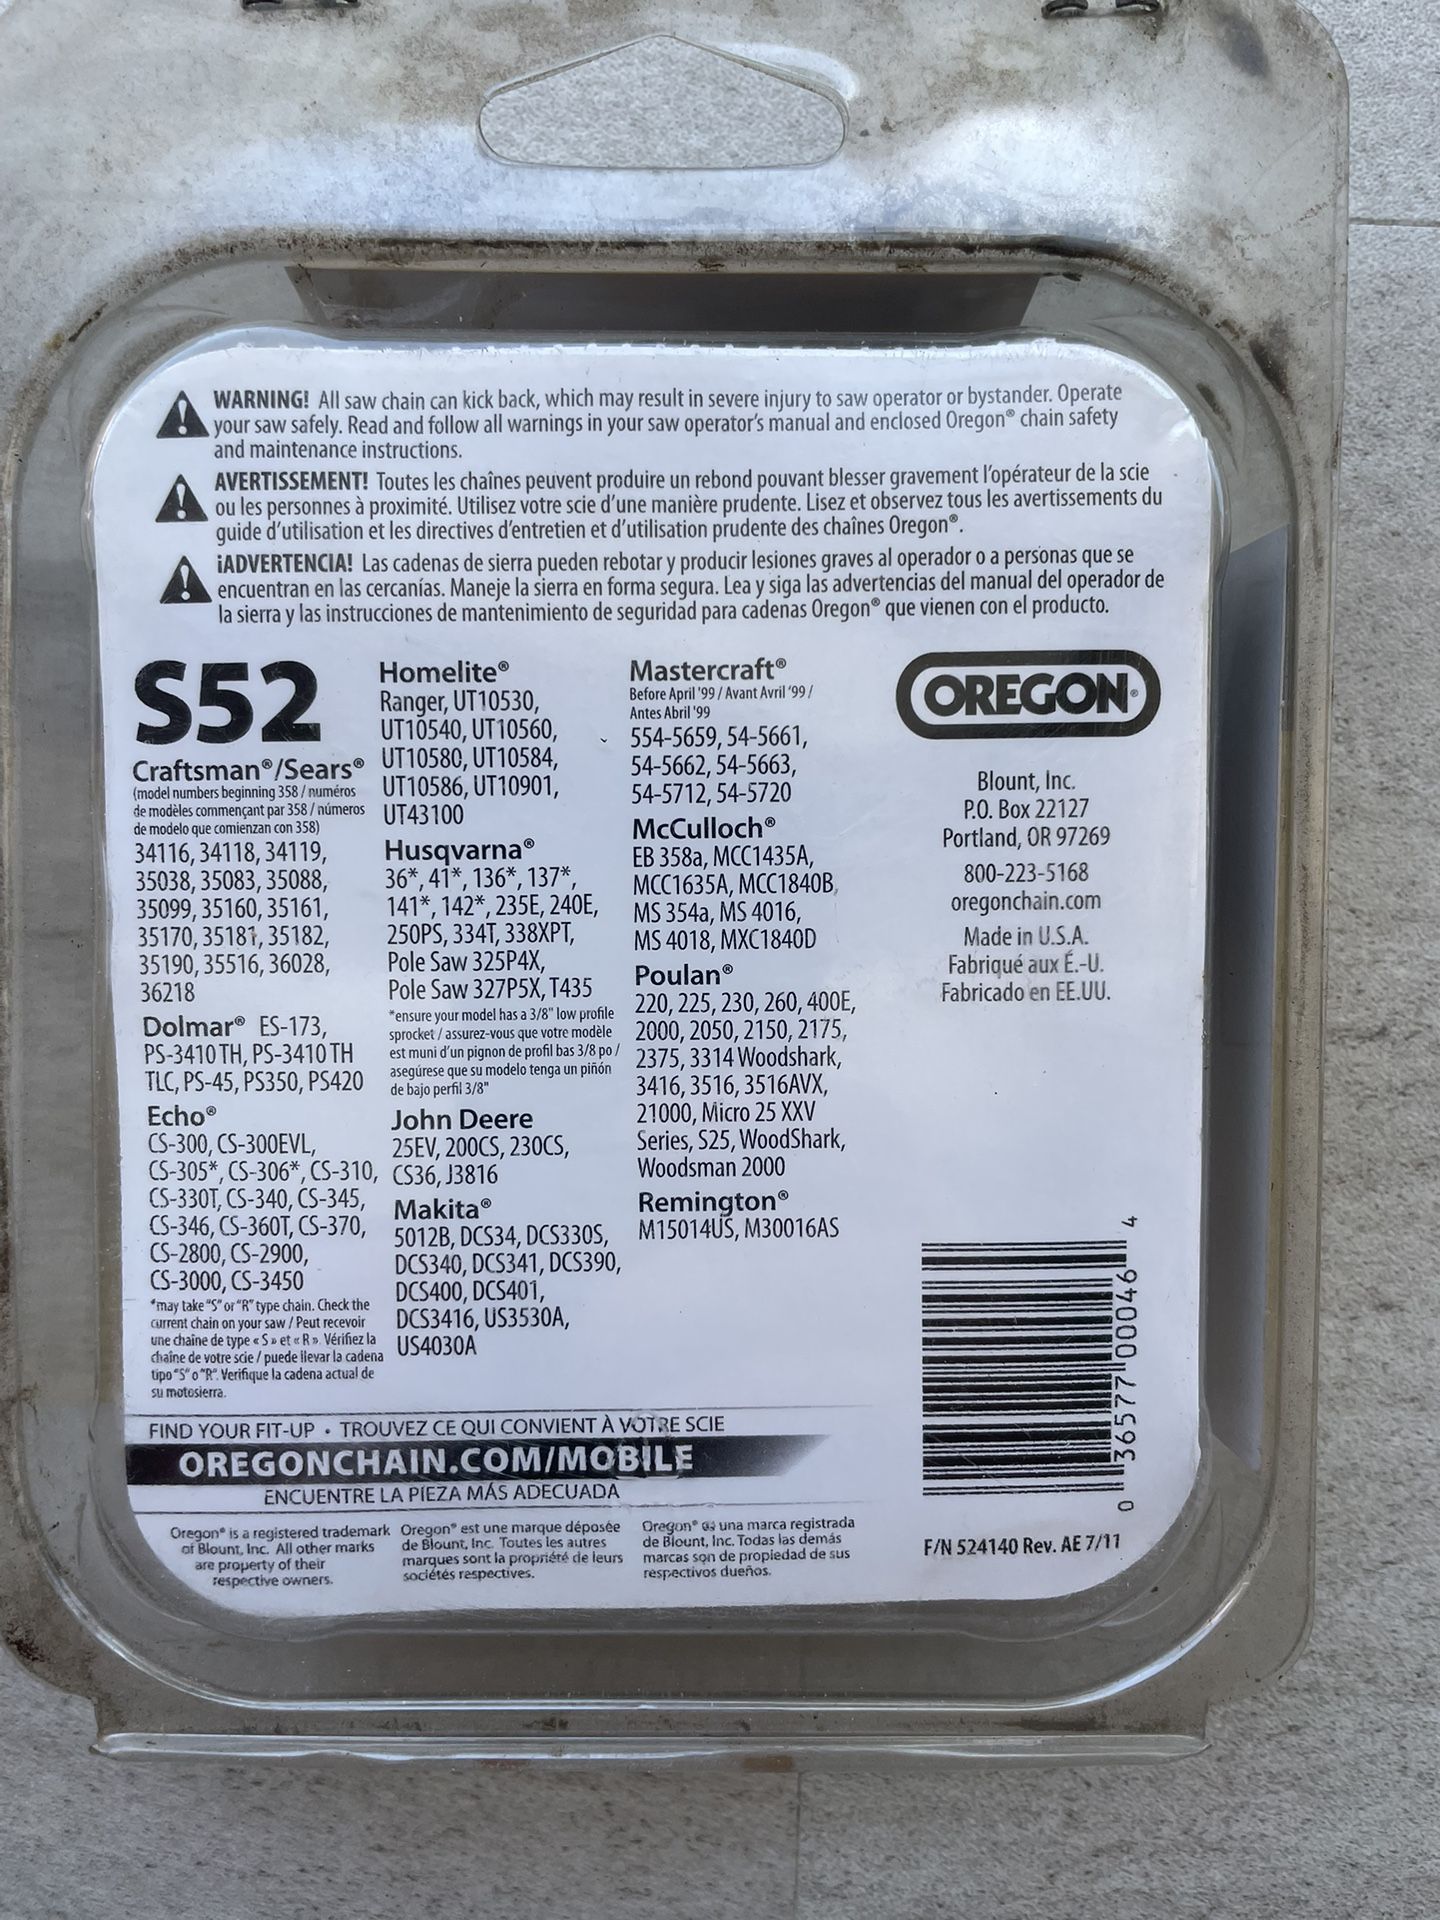 WARNING! All saw chain can kick back, which may result in severe injury to saw operator or bystander. Operate
your saw safely. Read and follow all warnings in your saw operator's manual and enclosed Oregon® chain safety
and maintenance instructions.
AVERTISSEMENT! Toutes les chaînes peuvent produire un rebond pouvant blesser gravement l'opérateur de la scie
ou les personnes à proximité. Utilisez votre scie d'une manière prudente. Lisez et observez tous les avertissements du
guide d'utilisation et les directives d'entretien et d'utilisation prudente des chaînes Oregon®.
¡ADVERTENCIA! Las cadenas de sierra pueden rebotar y producir lesiones graves al operador o a personas que se
encuentran en las cercanías. Maneje la sierra en forma segura. Lea y siga las advertencias del manual del operador de
la sierra y las instrucciones de mantenimiento de seguridad para cadenas Oregon® que vienen con el producto.
S52
Craftsman®/Sears®
(model numbers beginning 358 / numéros
de modèles commençant par 358 / números
de modelo que comienzan con 358)
34116, 34118, 34119,
35038, 35083, 35088,
35099, 35160, 35161,
35170, 35181, 35182,
35190, 35516, 36028,
36218
Dolmar® ES-173,
PS-3410 TH, PS-3410 TH
TLC, PS-45, PS350, PS420
Echo®
CS-300, CS-300EVL,
CS-305*, CS-306*, CS-310,
CS-330T, CS-340, CS-345,
CS-346, CS-360T, CS-370,
CS-2800, CS-2900,
CS-3000, CS-3450
*may take "S" or "R" type chain. Check the
current chain on your saw / Peut recevoir
une chaîne de type « S » et « R ». Vérifiez la
chaîne de votre scie / puede llevar la cadena
tipo "S" o "R". Verifique la cadena actual de
su motosierra.
Homelite®
Ranger, UT10530,
UT10540, UT10560,
UT10580, UT10584,
UT10586, UT10901,
UT43100
Husqvarna®
36*, 41*, 136*, 137*,
141*, 142*, 235E, 240E,
250PS, 334T, 338XPT,
Pole Saw 325P4X,
Pole Saw 327P5X, T435
*ensure your model has a 3/8" low profile
sprocket / assurez-vous que votre modèle
est muni d'un pignon de profil bas 3/8 po /
asegúrese que su modelo tenga un piñón
de bajo perfil 3/8"
John Deere
25EV, 200CS, 230CS,
CS36, J3816
Makita®
5012B, DCS34, DCS330S,
DCS340, DCS341, DCS390,
DCS400, DCS401,
DCS3416, US3530A,
US4030A
Mastercraft®
Before April '99 / Avant Avril '99 /
Antes Abril '99
554-5659, 54-5661,
54-5662, 54-5663,
54-5712, 54-5720
McCulloch®
EB 358a, MCC1435A,
MCC1635A, MCC1840B,
MS 354a, MS 4016,
MS 4018, MXC1840D
Poulan®
220, 225, 230, 260, 400E,
2000, 2050, 2150, 2175,
2375, 3314 Woodshark,
3416, 3516, 3516AVX,
21000, Micro 25 XXV
Series, S25, WoodShark,
Woodsman 2000
Remington®
M15014US, M30016AS
OREGON®
Blount, Inc.
P.O. Box 22127
Portland, OR 97269
800-223-5168
oregonchain.com
Made in U.S.A.
Fabriqué aux É.-U.
Fabricado en EE.UU.
0 36577 00046 4
F/N 524140 Rev. AE 7/11
FIND YOUR FIT-UP • TROUVEZ CE QUI CONVIENT À VOTRE SCIE
OREGONCHAIN.COM/MOBILE
ENCUENTRE LA PIEZA MÁS ADECUADA
Oregon® is a registered trademark
of Blount, Inc. All other marks
are property of their
respective owners.
Oregon® est une marque déposée
de Blount, Inc. Toutes les autres
marques sont la propriété de leurs
sociétés respectives.
Oregon® es una marca registrada
de Blount, Inc. Todas las demás
marcas son de propiedad de sus
respectivos dueños.